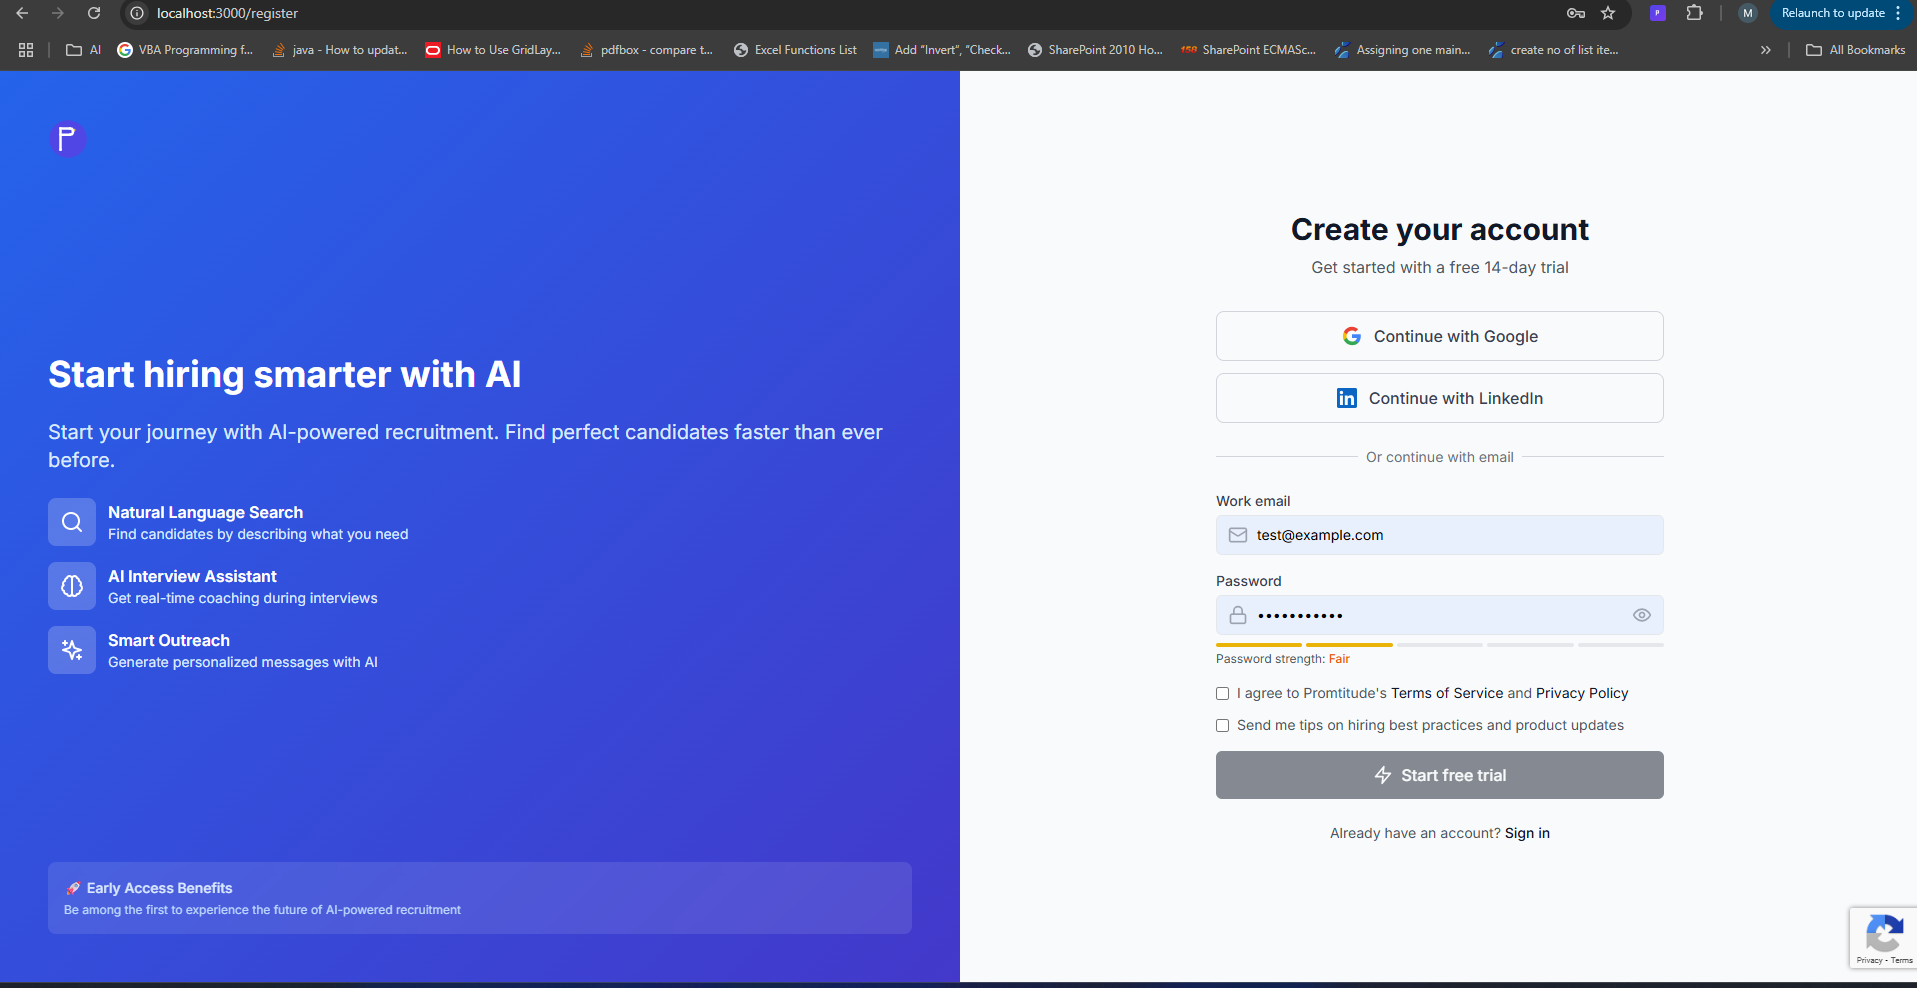 localhost:3000/register
P
M
Relaunch to update
AI
VBA Programming f...
java - How to updat...
How to Use GridLay...
pdfbox - compare t...
Excel Functions List
Add “Invert”, “Check...
SharePoint 2010 Ho...
158
SharePoint ECMASc...
Assigning one main...
create no of list ite...
All Bookmarks
P
Start hiring smarter with AI
Start your journey with AI-powered recruitment. Find perfect candidates faster than ever
before.
Natural Language Search
Find candidates by describing what you need
AI Interview Assistant
Get real-time coaching during interviews
Smart Outreach
Generate personalized messages with AI
🚀 Early Access Benefits
Be among the first to experience the future of AI-powered recruitment
Create your account
Get started with a free 14-day trial
Continue with Google
in Continue with LinkedIn
Or continue with email
Work email
test@example.com
Password
•••••••••••
Password strength: Fair
I agree to Promtitude's Terms of Service and Privacy Policy
Send me tips on hiring best practices and product updates
Start free trial
Already have an account? Sign in
Privacy - Terms